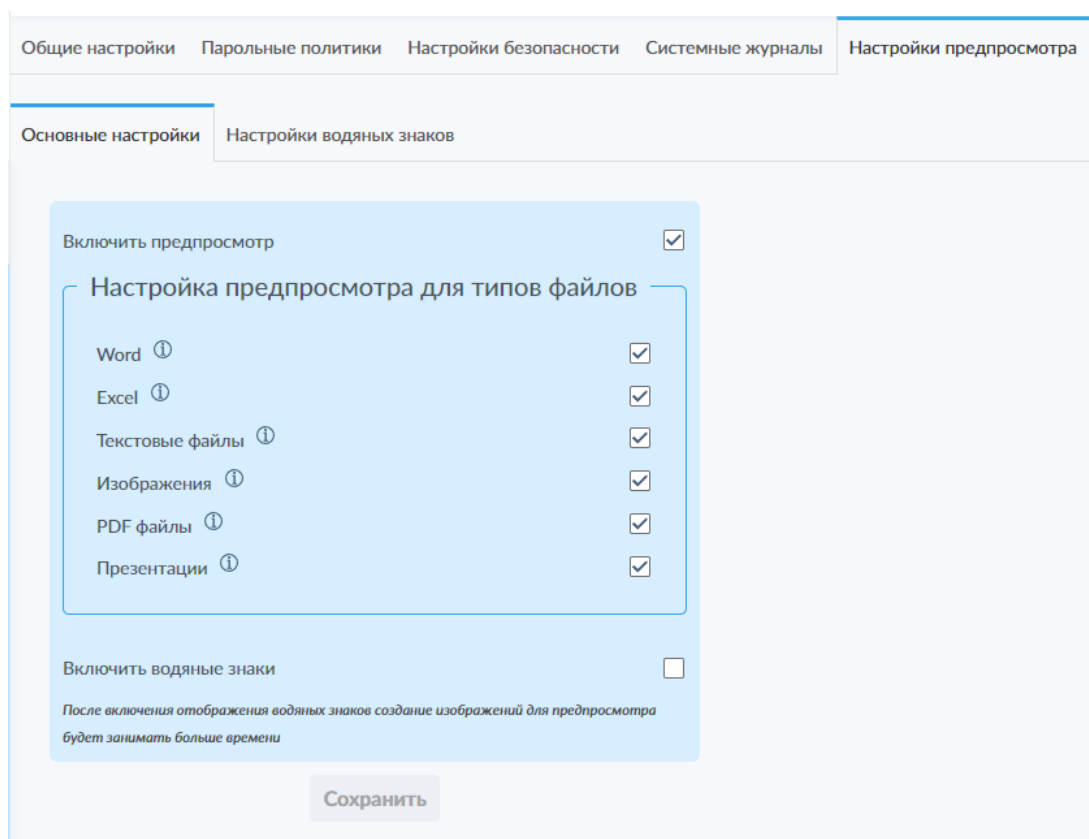 Общие настройки Парольные политики Настройки безопасности Системные журналы Настройки предпросмотра
Основные настройки Настройки водяных знаков
Включить предпросмотр
Настройка предпросмотра для типов файлов
Word
Excel
Текстовые файлы
Изображения
PDF файлы
Презентации
Включить водяные знаки
После включения отображения водяных знаков создание изображений для предпросмотра
будет занимать больше времени
Сохранить